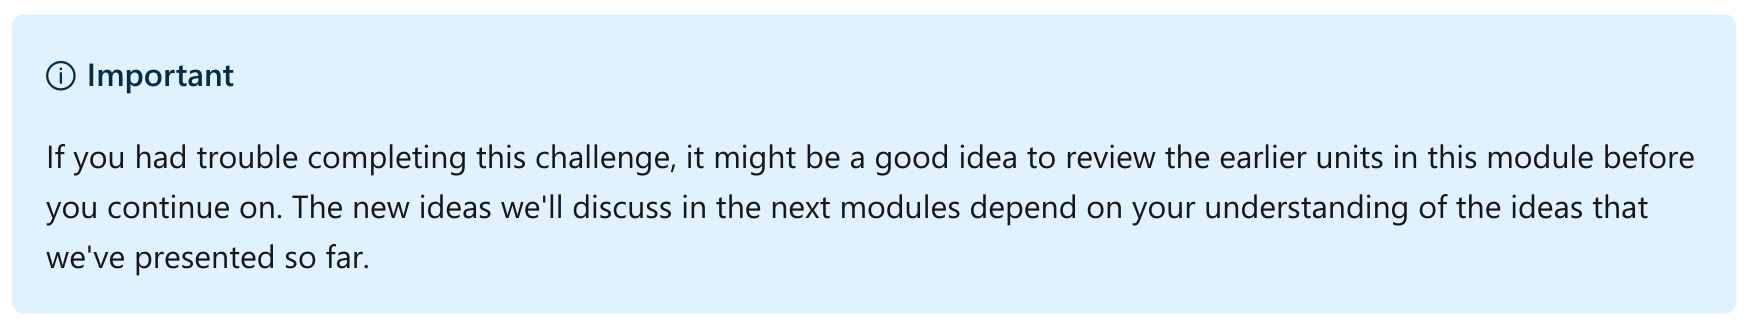 Important
If you had trouble completing this challenge, it might be a good idea to review the earlier units in this module before
you continue on. The new ideas we'll discuss in the next modules depend on your understanding of the ideas that
we've presented so far.